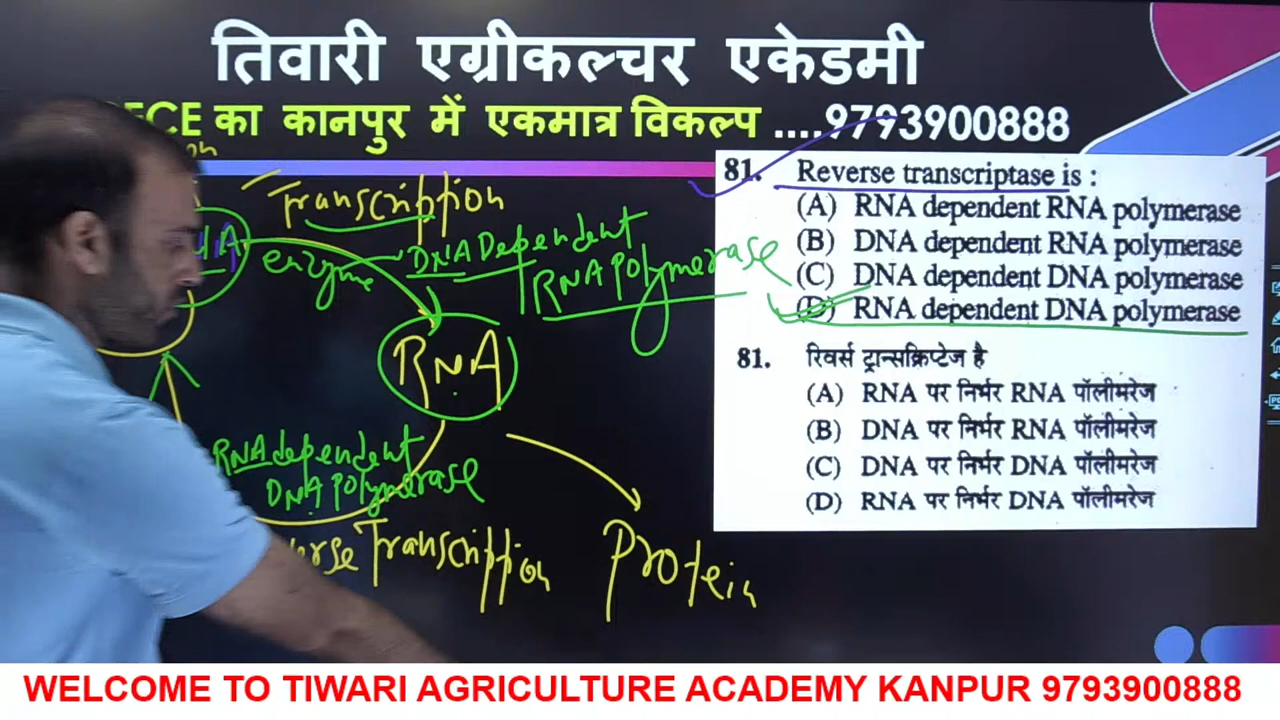 तिवारी एग्रीकल्चर एकेडमी
का कानपुर में एकमात्र विकल्प ....9793900888
Transcription
enzyme
DNA Dependent
RNA Polymerase
RNA
RNA dependent
DNA Polymerase
Transcription
Protein
81. Reverse transcriptase is :
(A) RNA dependent RNA polymerase
(B) DNA dependent RNA polymerase
(C) DNA dependent DNA polymerase
(D) RNA dependent DNA polymerase
81. रिवर्स ट्रान्सक्रिप्टेज है
(A) RNA पर निर्भर RNA पॉलीमरेज
(B) DNA पर निर्भर RNA पॉलीमरेज
(C) DNA पर निर्भर DNA पॉलीमरेज
(D) RNA पर निर्भर DNA पॉलीमरेज
WELCOME TO TIWARI AGRICULTURE ACADEMY KANPUR 9793900888